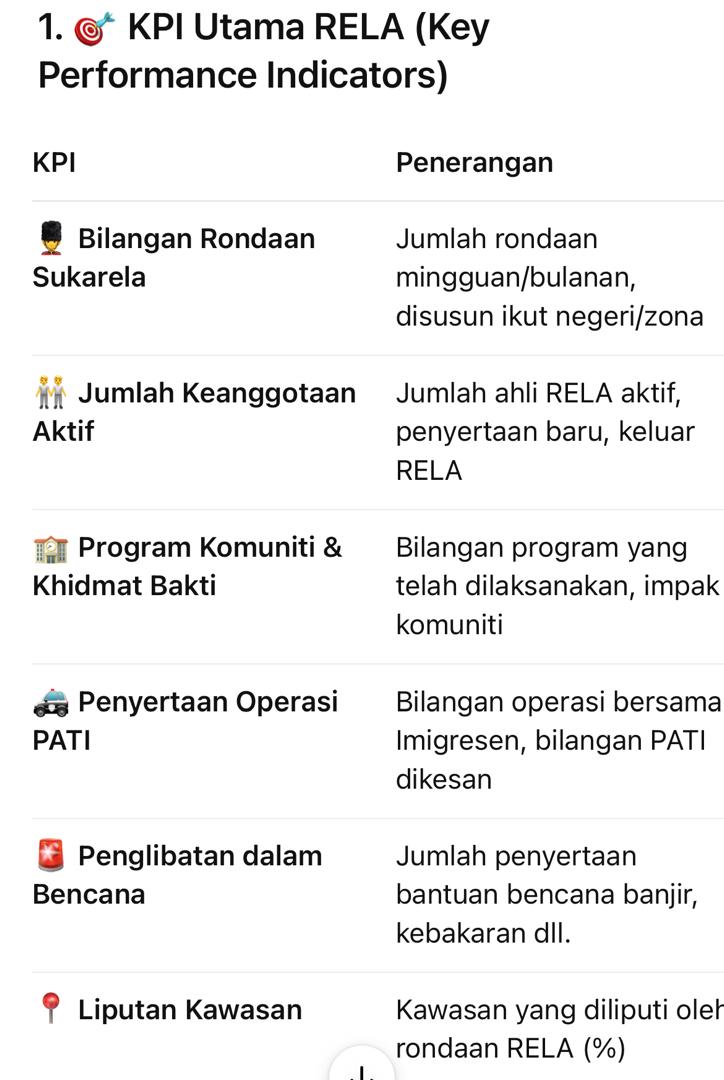 1. 🎯 KPI Utama RELA (Key
Performance Indicators)
KPI
Penerangan
💂 Bilangan Rondaan
Sukarela
Jumlah rondaan
mingguan/bulanan,
disusun ikut negeri/zona
👬 Jumlah Keanggotaan
Aktif
Jumlah ahli RELA aktif,
penyertaan baru, keluar
RELA
🏫 Program Komuniti &
Khidmat Bakti
Bilangan program yang
telah dilaksanakan, impak
komuniti
🚓 Penyertaan Operasi
PATI
Bilangan operasi bersama
Imigresen, bilangan PATI
dikesan
🚨 Penglibatan dalam
Bencana
Jumlah penyertaan
bantuan bencana banjir,
kebakaran dll.
📍 Liputan Kawasan
Kawasan yang diliputi oleh
rondaan RELA (%)